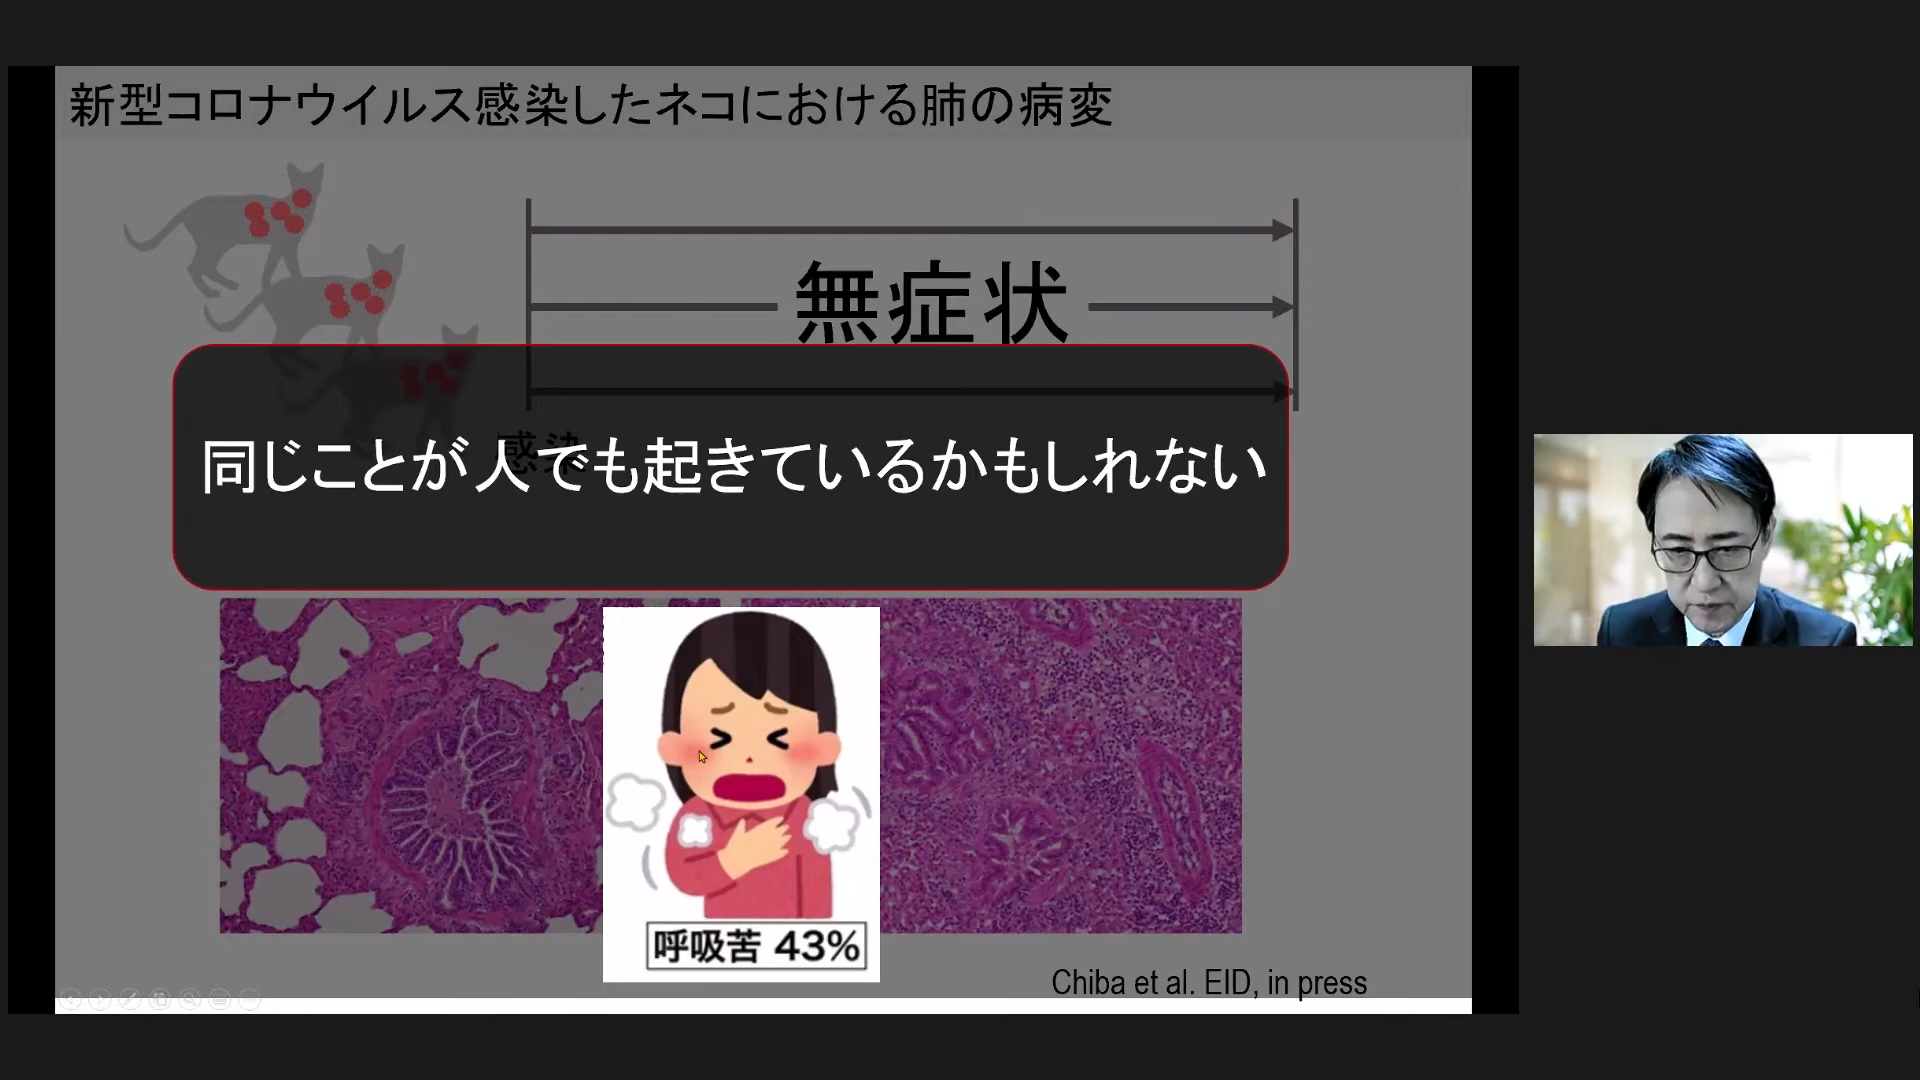 新型コロナウイルス感染したネコにおける肺の病変
無症状
感染
同じことが人でも起きているかもしれない
呼吸苦 43%
Chiba et al. EID, in press